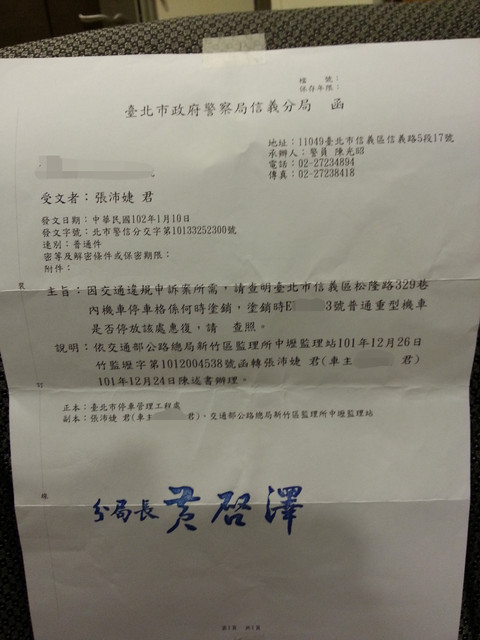 檔　　號：
保存年限：
臺北市政府警察局信義分局　函
地址：11049臺北市信義區信義路5段17號
承辦人：警員 陳光昭
電話：02-27234894
傳真：02-27238418
受文者：張沛婕 君
發文日期：中華民國102年1月10日
發文字號：北市警信分交字第10133252300號
速別：普通件
密等及解密條件或保密期限：
附件：
主旨：因交通違規申訴案所需，請查明臺北市信義區松隆路329巷
內機車停車格係何時塗銷，塗銷時E 3號普通重型機車
是否停放該處惠復，請　查照。
說明：依交通部公路總局新竹區監理所中壢監理站101年12月26日
竹監壢字第1012004538號函轉張沛婕 君(車主 君)
101年12月24日陳述書辦理。
正本：臺北市停車管理工程處
副本：張沛婕 君(車主 君)、交通部公路總局新竹區監理所中壢監理站
分局長 黃啓澤
號
訂
線
第1頁　共1頁